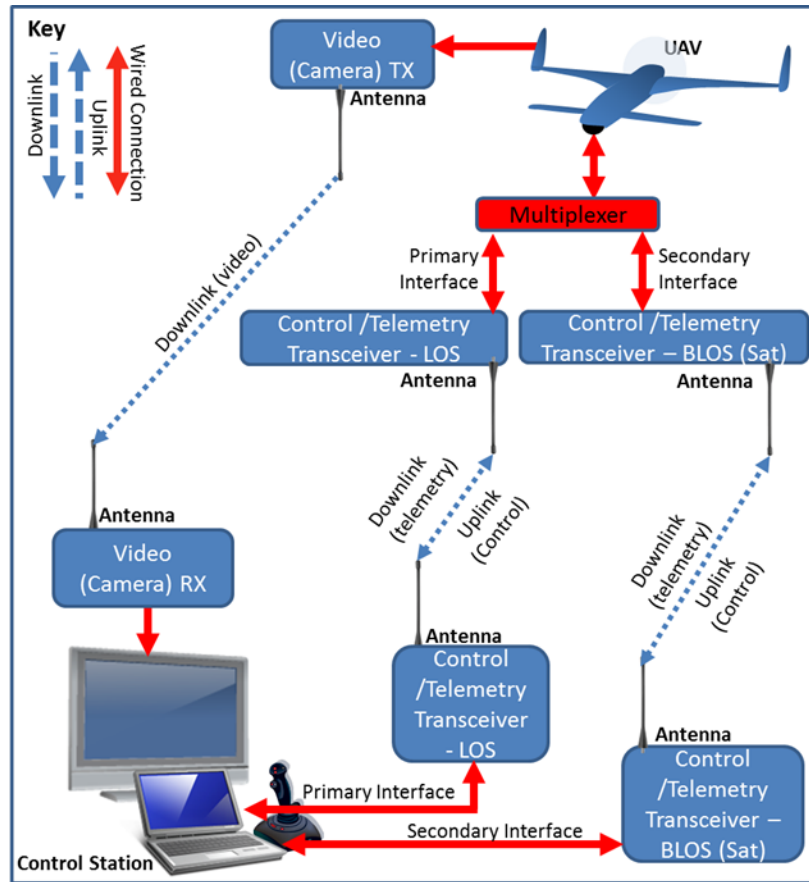 Key
Downlink
Uplink
Wired Connection
Video
(Camera) TX
Antenna
UAV
Multiplexer
Primary
Interface
Secondary
Interface
Downlink (video)
Control /Telemetry
Transceiver - LOS
Antenna
Control /Telemetry
Transceiver – BLOS (Sat)
Antenna
Downlink
(telemetry)
Uplink
(Control)
Downlink
(telemetry)
Uplink
(Control)
Antenna
Video
(Camera) RX
Antenna
Control
/Telemetry
Transceiver
- LOS
Antenna
Control
/Telemetry
Transceiver –
BLOS (Sat)
Primary Interface
Secondary Interface
Control Station